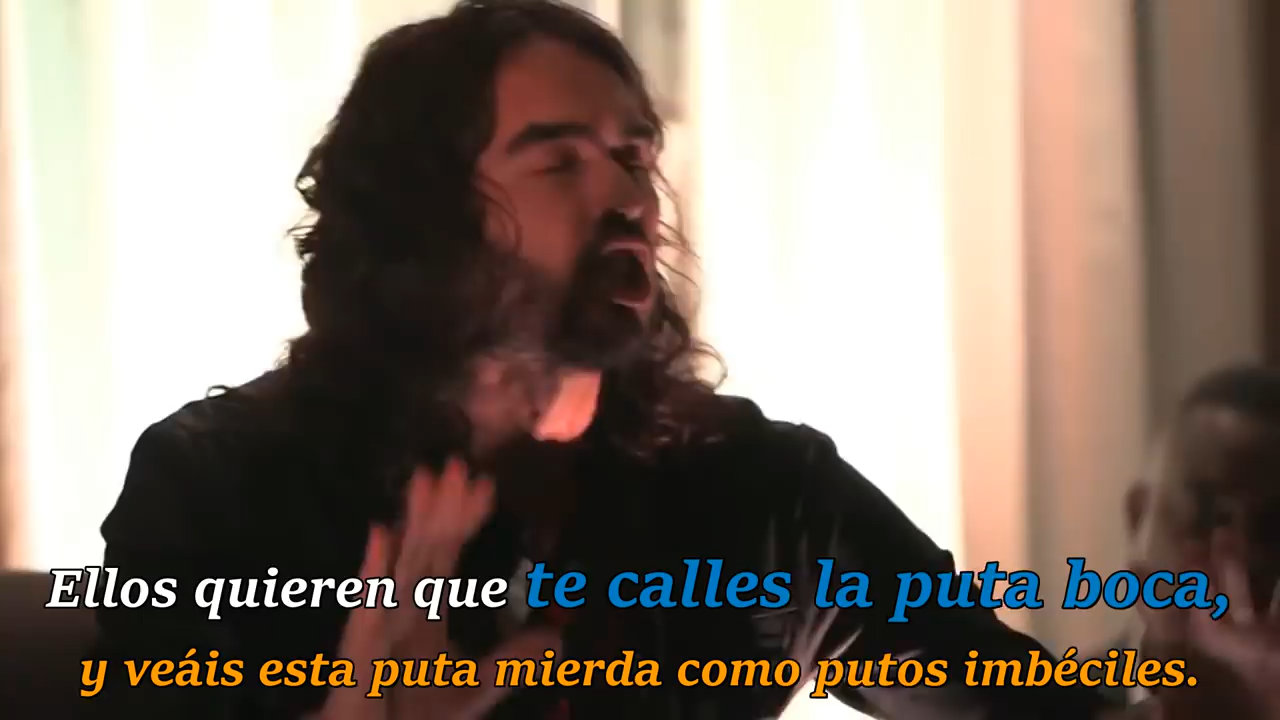 Ellos quieren que te calles la puta boca,
y veáis esta puta mierda como putos imbéciles.